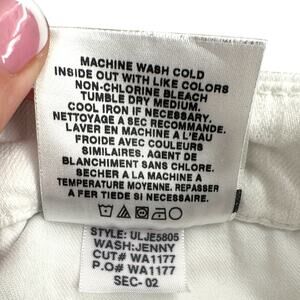 MACHINE WASH COLD
INSIDE OUT WITH LIKE COLORS
NON-CHLORINE BLEACH
TUMBLE DRY MEDIUM.
COOL IRON IF NECESSARY.
NETTOYAGE A SEC RECOMMANDE.
LAVER EN MACHINE A L'EAU
FROIDE AVEC COULEURS
SIMILAIRES. AGENT DE
BLANCHIMENT SANS CHLORE
SECHER A LA MACHINE A
TEMPERATURE MOYENNE. REPASSER
A FER TIEDE SI NECESSAIRE.
STYLE: ULJE5805
WASH:JENNY
CUT# WA1177
P.O# WA1177
SEC- 02